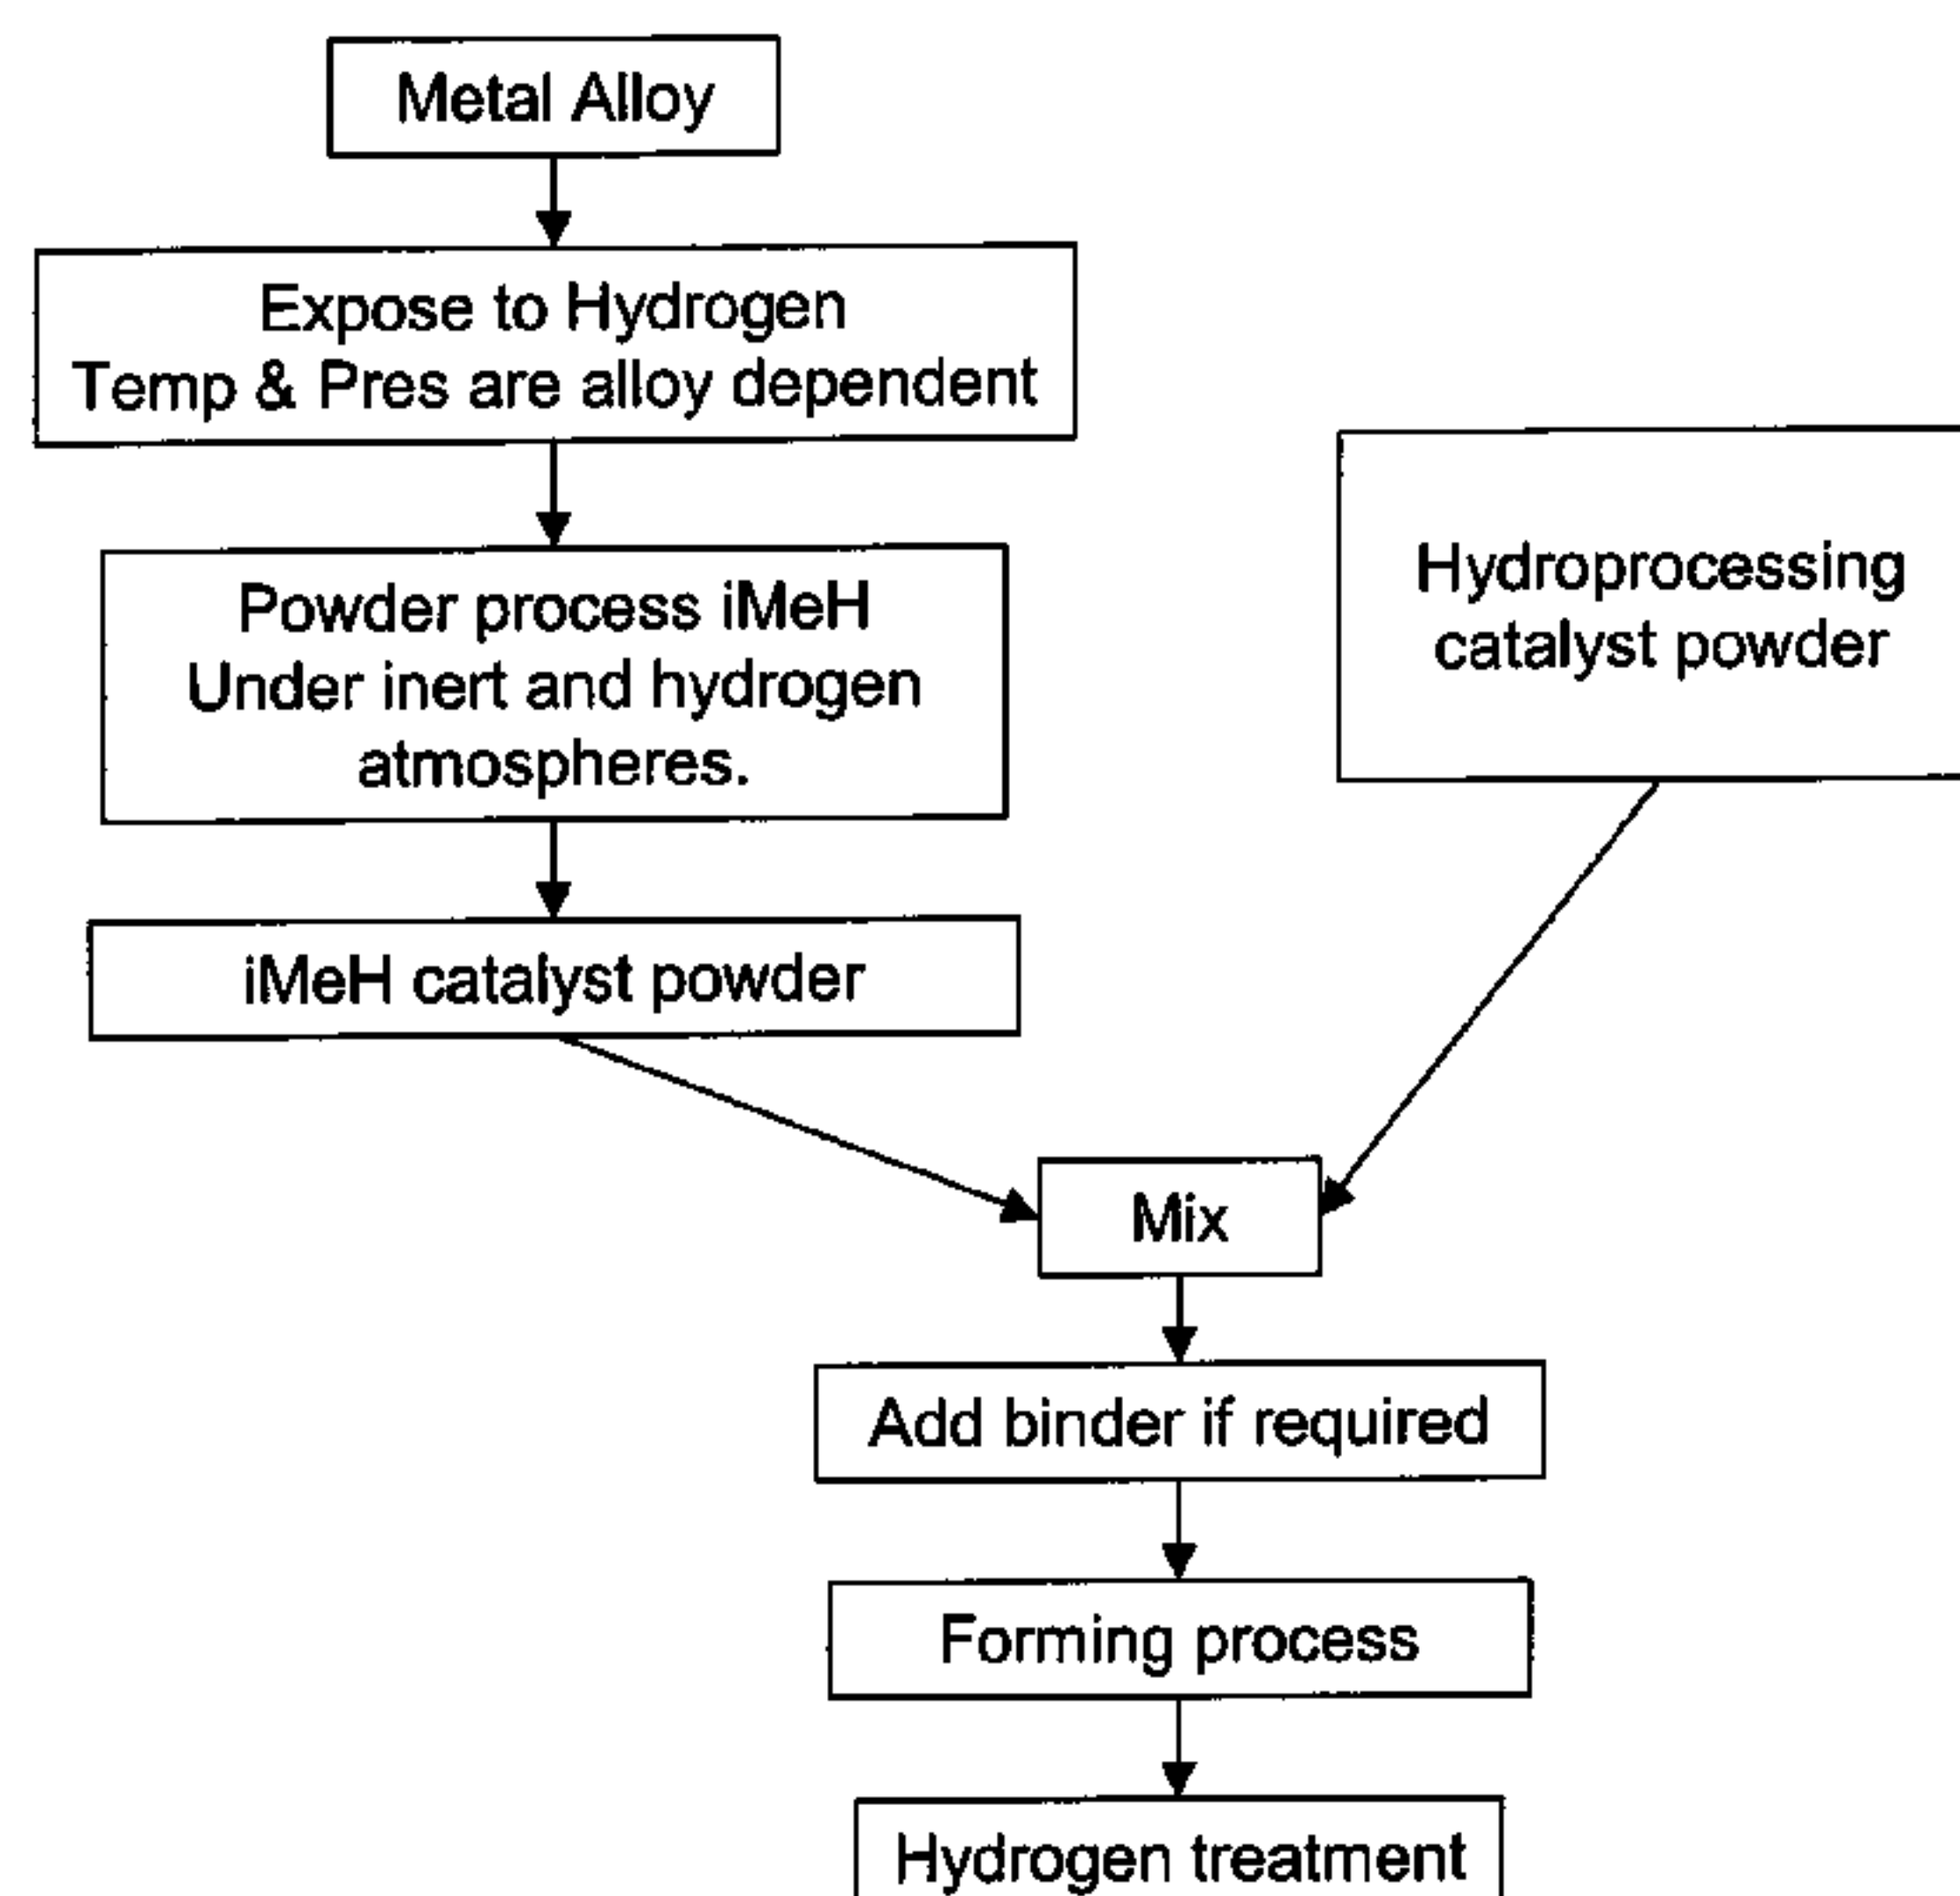 Metal Alloy
Expose to Hydrogen
Temp & Pres are alloy dependent
Powder process iMeH
Under inert and hydrogen
atmospheres.
Hydroprocessing
catalyst powder
iMeH catalyst powder
Mix
Add binder if required
Forming process
Hydrogen treatment